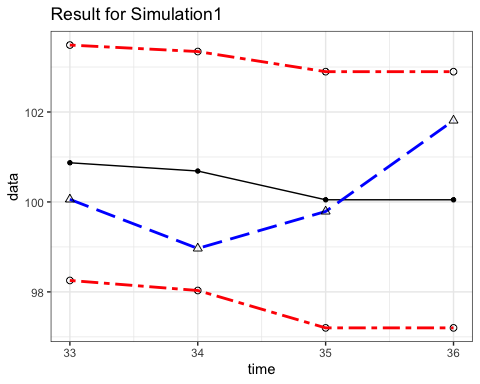 Result for Simulation1
data
102
100
98
33 34 35 36
time